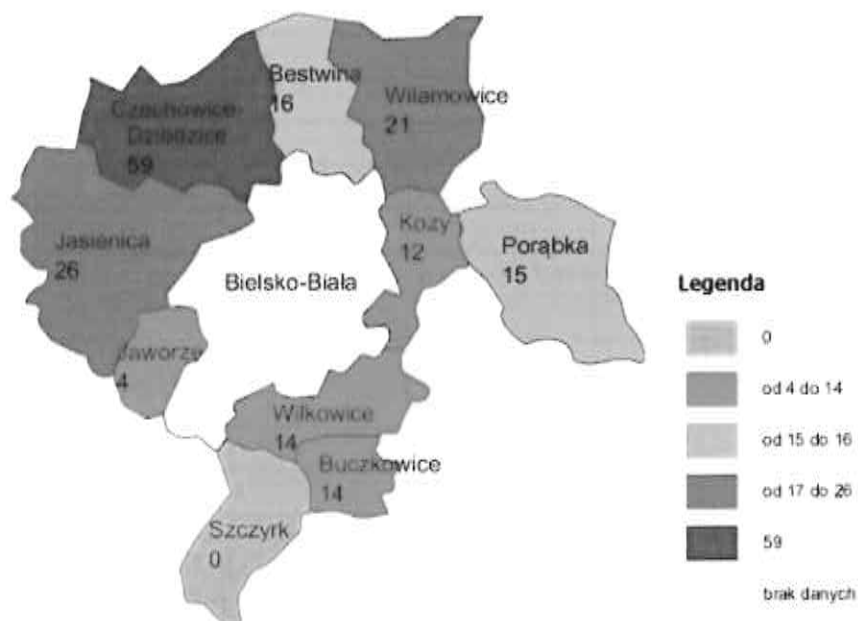 Bestwina
16
Wilamowice
21
Czechowice-
Dziedzice
59
Kozy
12
Porąbka
15
Jasienica
26
Bielsko-Biała
Jaworze
4
Wilkowice
14
Buczkowice
14
Szczyrk
0
Legenda
0
od 4 do 14
od 15 do 16
od 17 do 26
59
brak danych